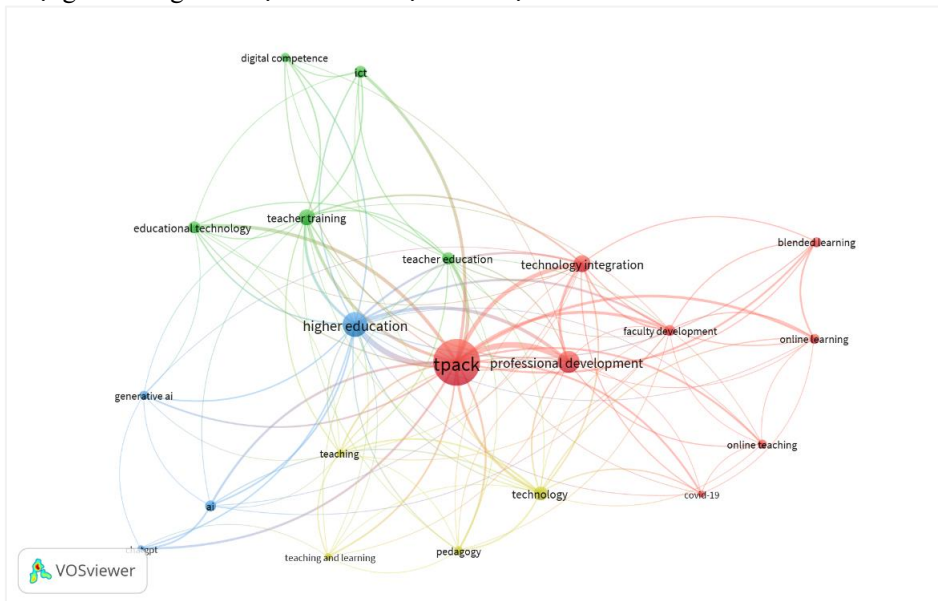 digital competence
ict
teacher training
educational technology
blended learning
teacher education
technology integration
higher education
faculty development
online learning
tpack
professional development
generative ai
online teaching
teaching
technology
covid-19
ai
chatgpt
pedagogy
teaching and learning
VOSviewer